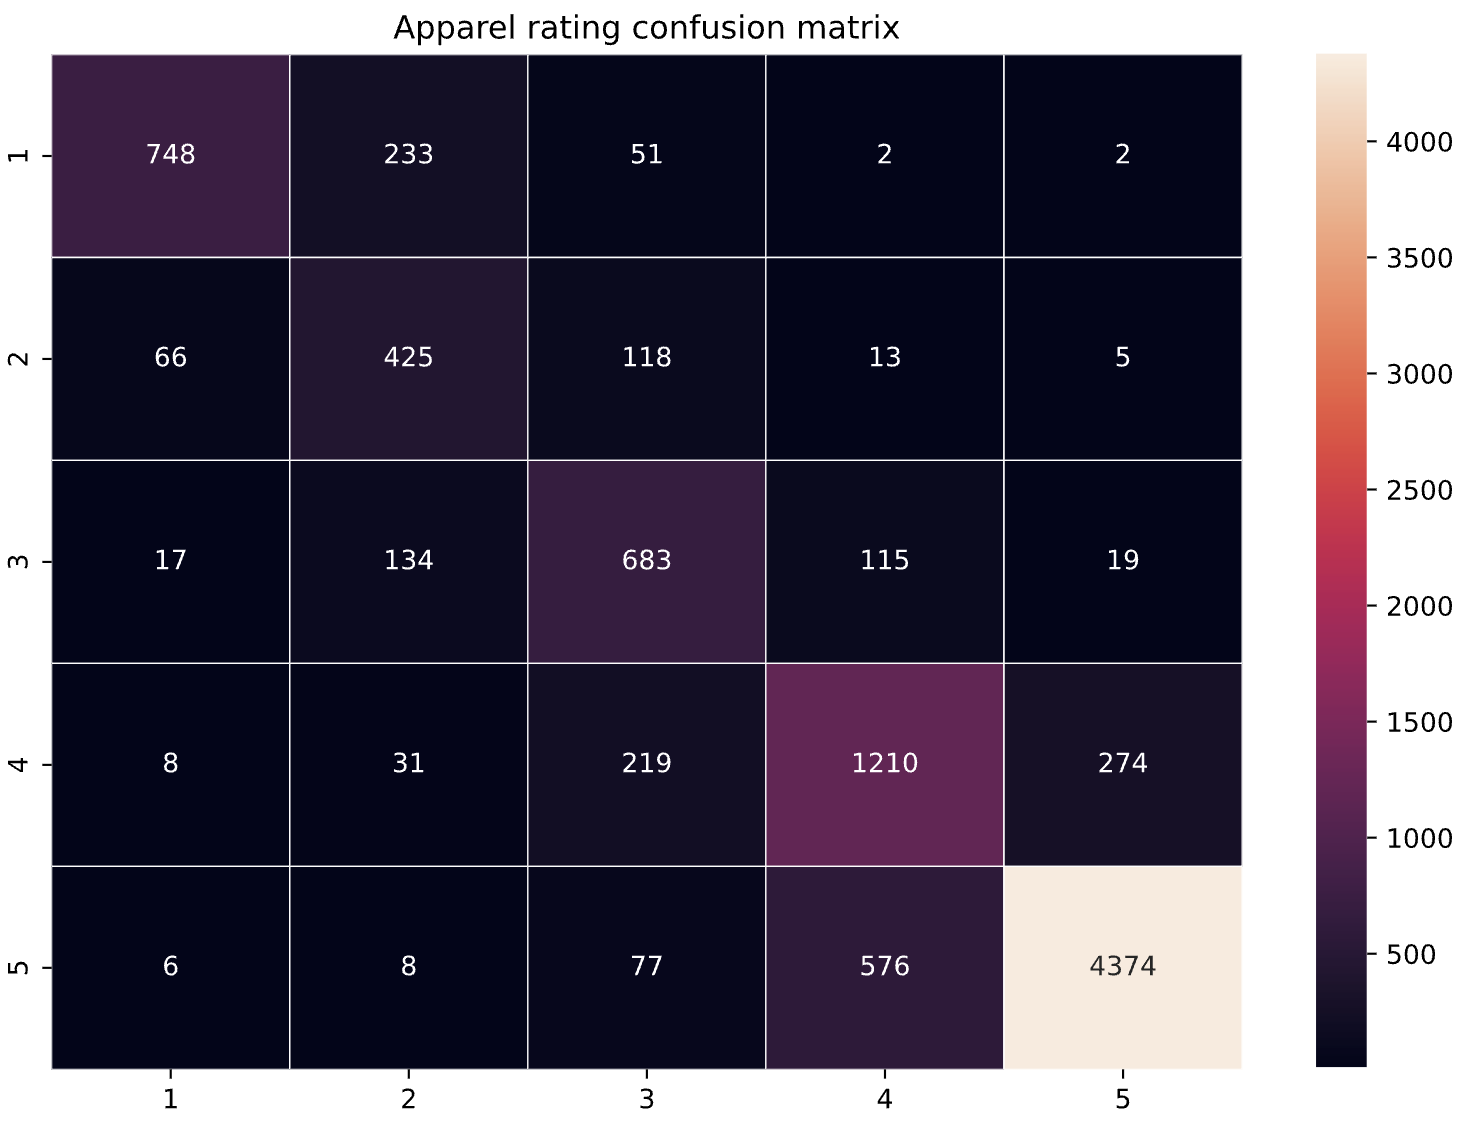 Apparel rating confusion matrix
1 748 233 51 2 2
2 66 425 118 13 5
3 17 134 683 115 19
4 8 31 219 1210 274
5 6 8 77 576 4374
1 2 3 4 5
4000
3500
3000
2500
2000
1500
1000
500